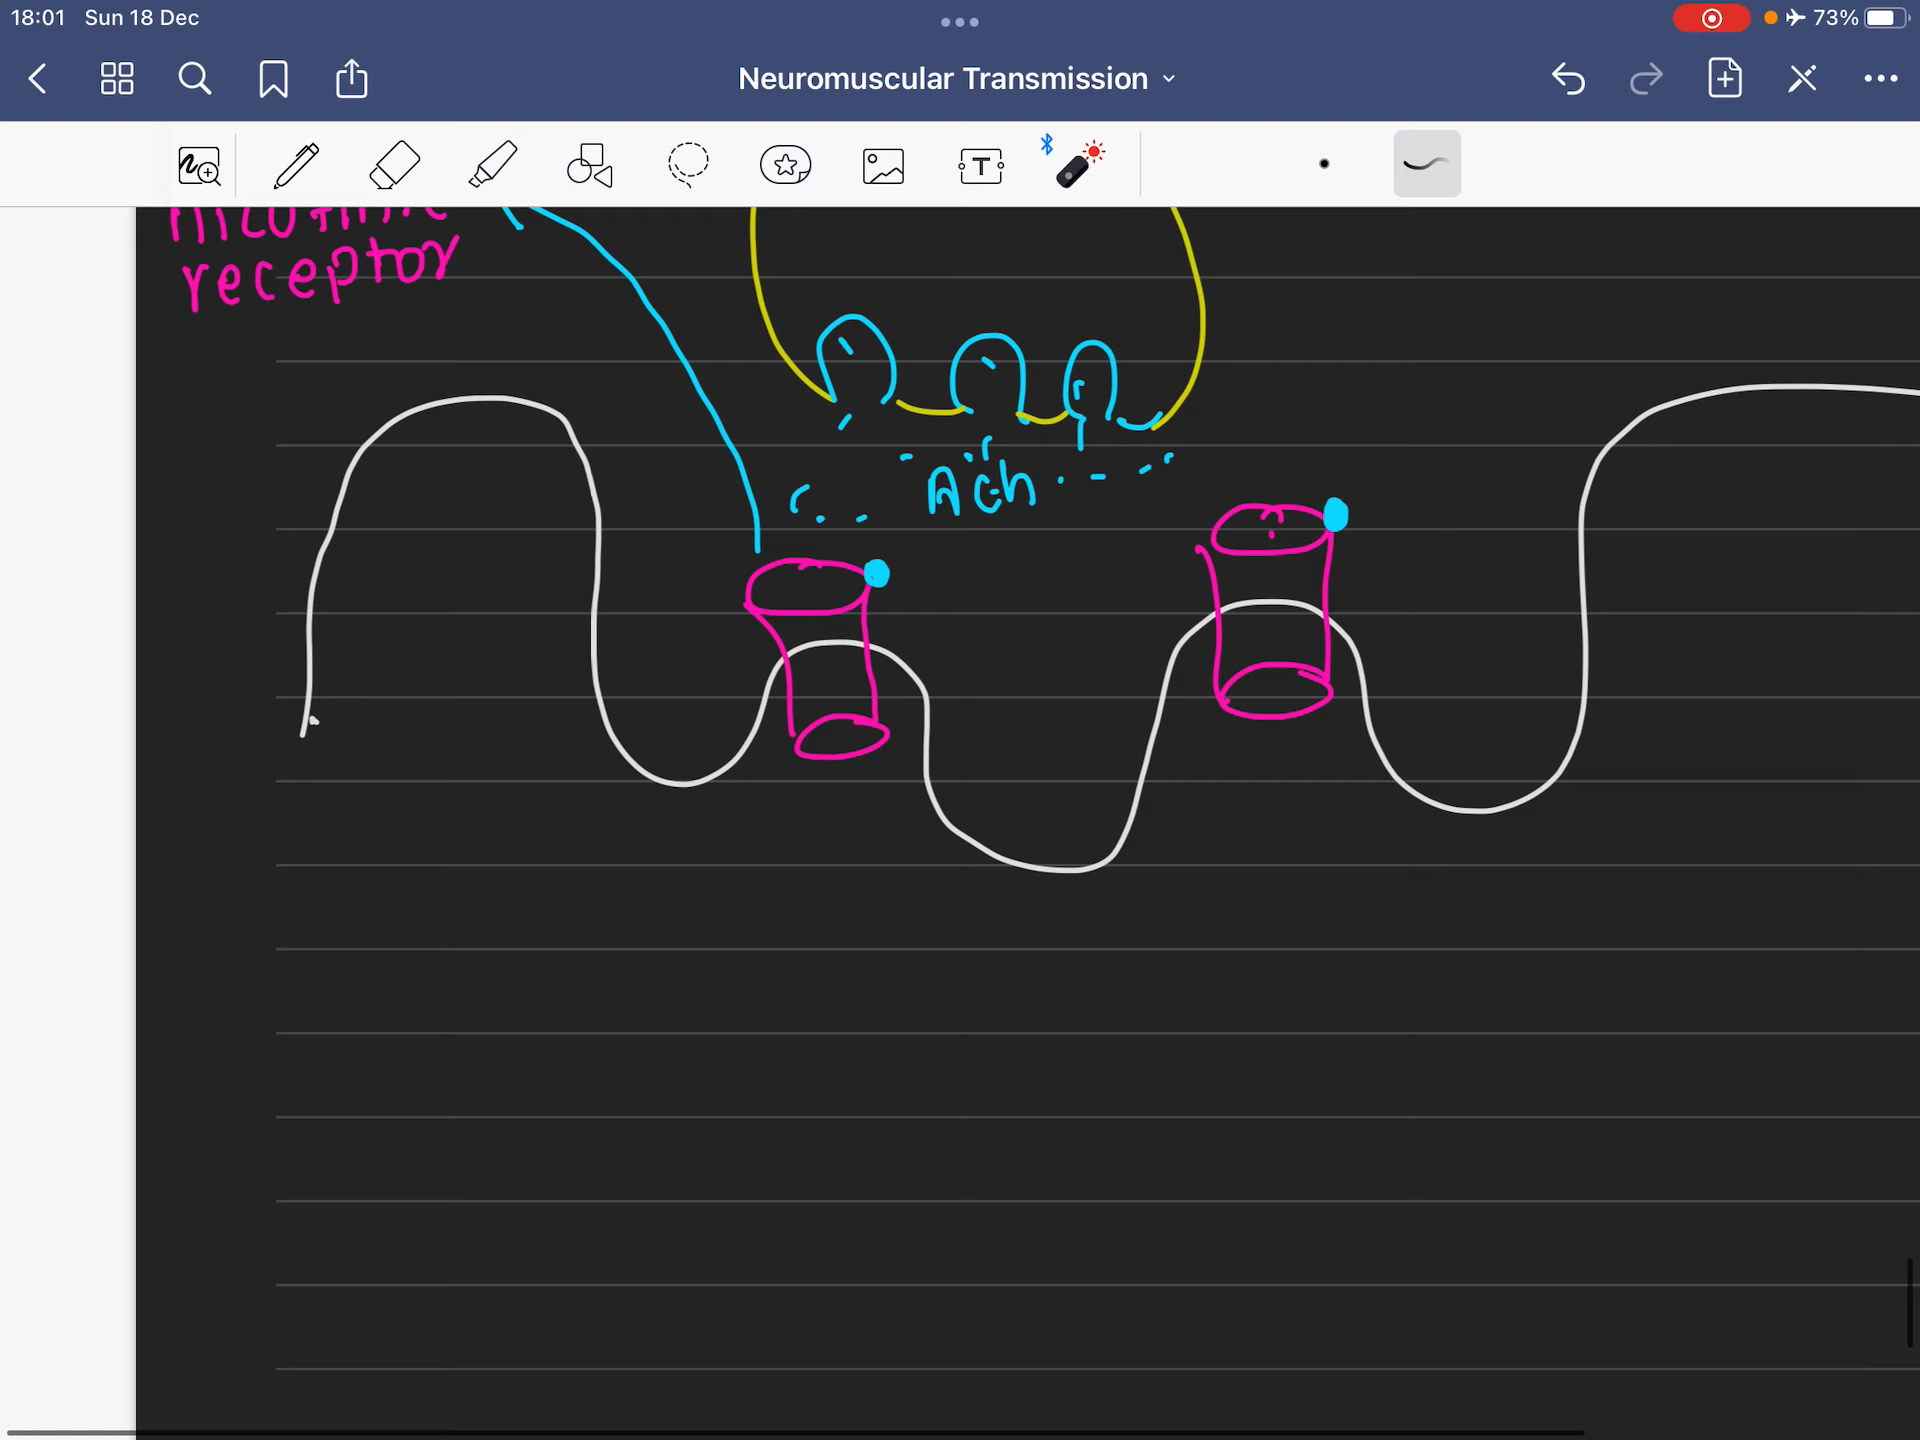 18:01 Sun 18 Dec
73%
Neuromuscular Transmission
T
receptor
Ach